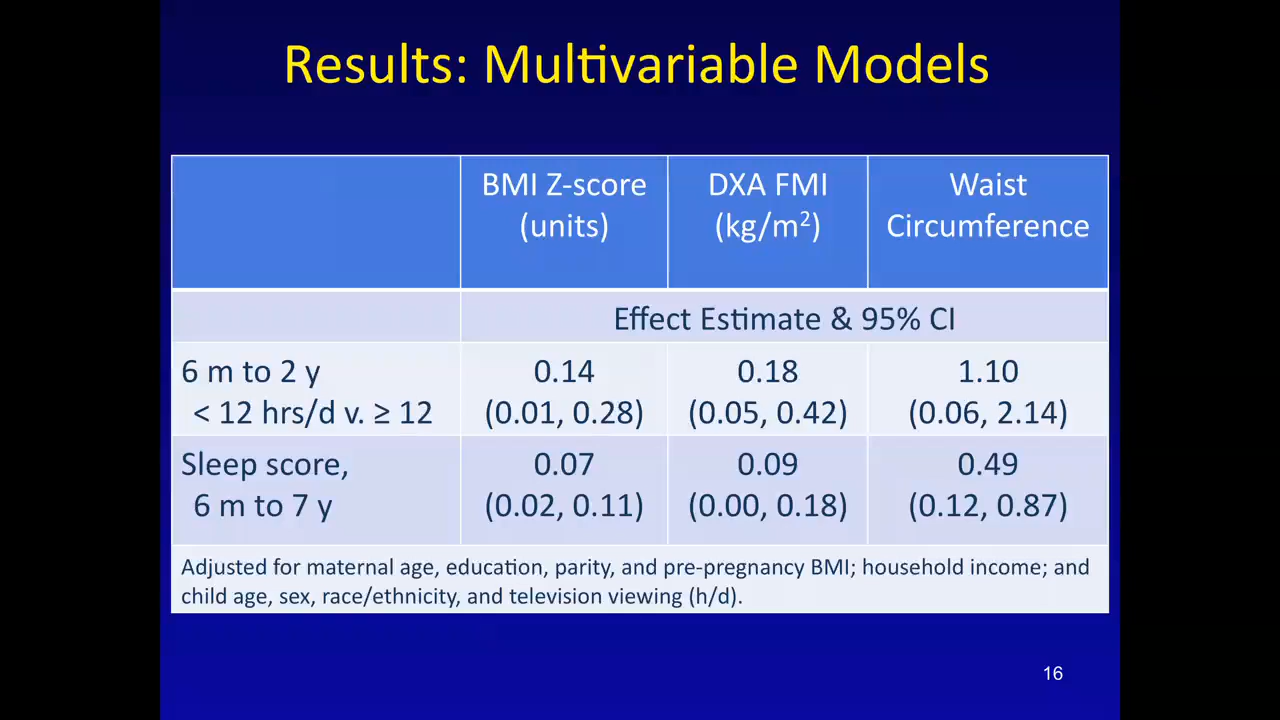 Results: Multivariable Models
BMI Z-score
(units)
DXA FMI
(kg/m²)
Waist
Circumference
Effect Estimate & 95% CI
6 m to 2 y
< 12 hrs/d v. ≥ 12
0.14
(0.01, 0.28)
0.18
(0.05, 0.42)
1.10
(0.06, 2.14)
Sleep score,
6 m to 7 y
0.07
(0.02, 0.11)
0.09
(0.00, 0.18)
0.49
(0.12, 0.87)
Adjusted for maternal age, education, parity, and pre-pregnancy BMI; household income; and
child age, sex, race/ethnicity, and television viewing (h/d).
16